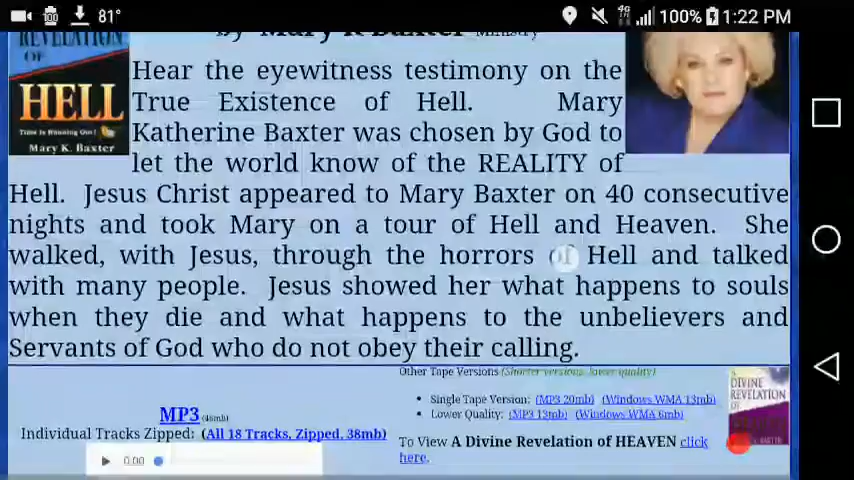 81° 4G 100% 1:22 PM
by Mary K Baxter Ministry
REVELATION
OF
HELL
Time Is Running Out!
Mary K. Baxter
Hear the eyewitness testimony on the
True Existence of Hell. Mary
Katherine Baxter was chosen by God to
let the world know of the REALITY of
Hell. Jesus Christ appeared to Mary Baxter on 40 consecutive
nights and took Mary on a tour of Hell and Heaven. She
walked, with Jesus, through the horrors of Hell and talked
with many people. Jesus showed her what happens to souls
when they die and what happens to the unbelievers and
Servants of God who do not obey their calling.
MP3 (48mb)
Individual Tracks Zipped: (All 18 Tracks, Zipped, 38mb)
0:00
Other Tape Versions (Shorter versions, lower quality)
• Single Tape Version: (MP3 20mb) (Windows WMA 13mb)
• Lower Quality: (MP3 13mb) (Windows WMA 6mb)
To View A Divine Revelation of HEAVEN click
here.
DIVINE
REVELATION
OF